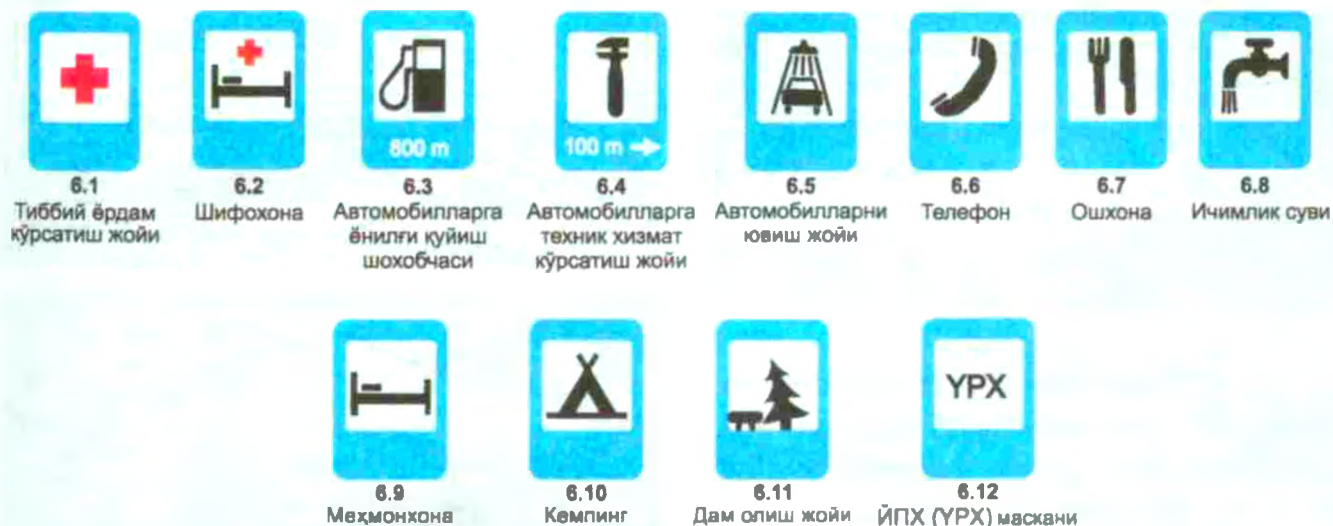 800 m
100 m →
6.1
Тиббий ёрдам
кўрсатиш жойи
6.2
Шифохона
6.3
Автомобилларга
ёнилғи қуйиш
шохобчаси
6.4
Автомобилларга
техник хизмат
кўрсатиш жойи
6.5
Автомобилларни
ювиш жойи
6.6
Телефон
6.7
Ошхона
6.8
Ичимлик суви
YPX
6.9
Меҳмонхона
6.10
Кемпинг
6.11
Дам олиш жойи
6.12
ЙПХ (YPX) маскани